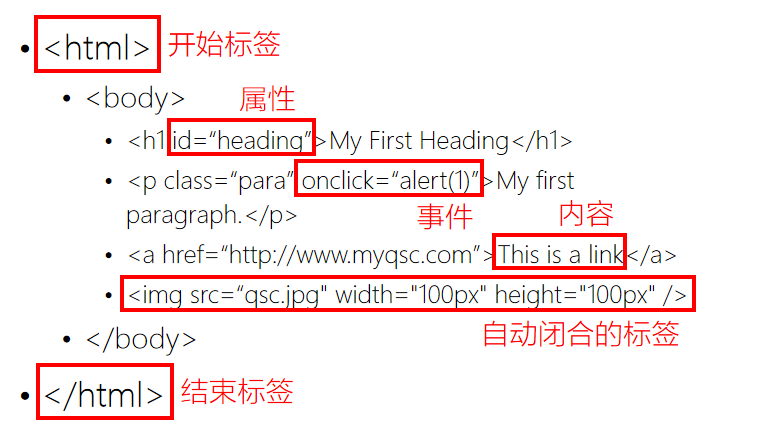 • <html> 开始标签
• <body> 属性
• <h1 id=“heading”>My First Heading</h1>
• <p class=“para” onclick=“alert(1)”>My first
paragraph.</p> 事件 内容
• <a href=“http://www.myqsc.com”>This is a link</a>
• <img src=“qsc.jpg" width="100px" height="100px" />
• </body> 自动闭合的标签
• </html> 结束标签